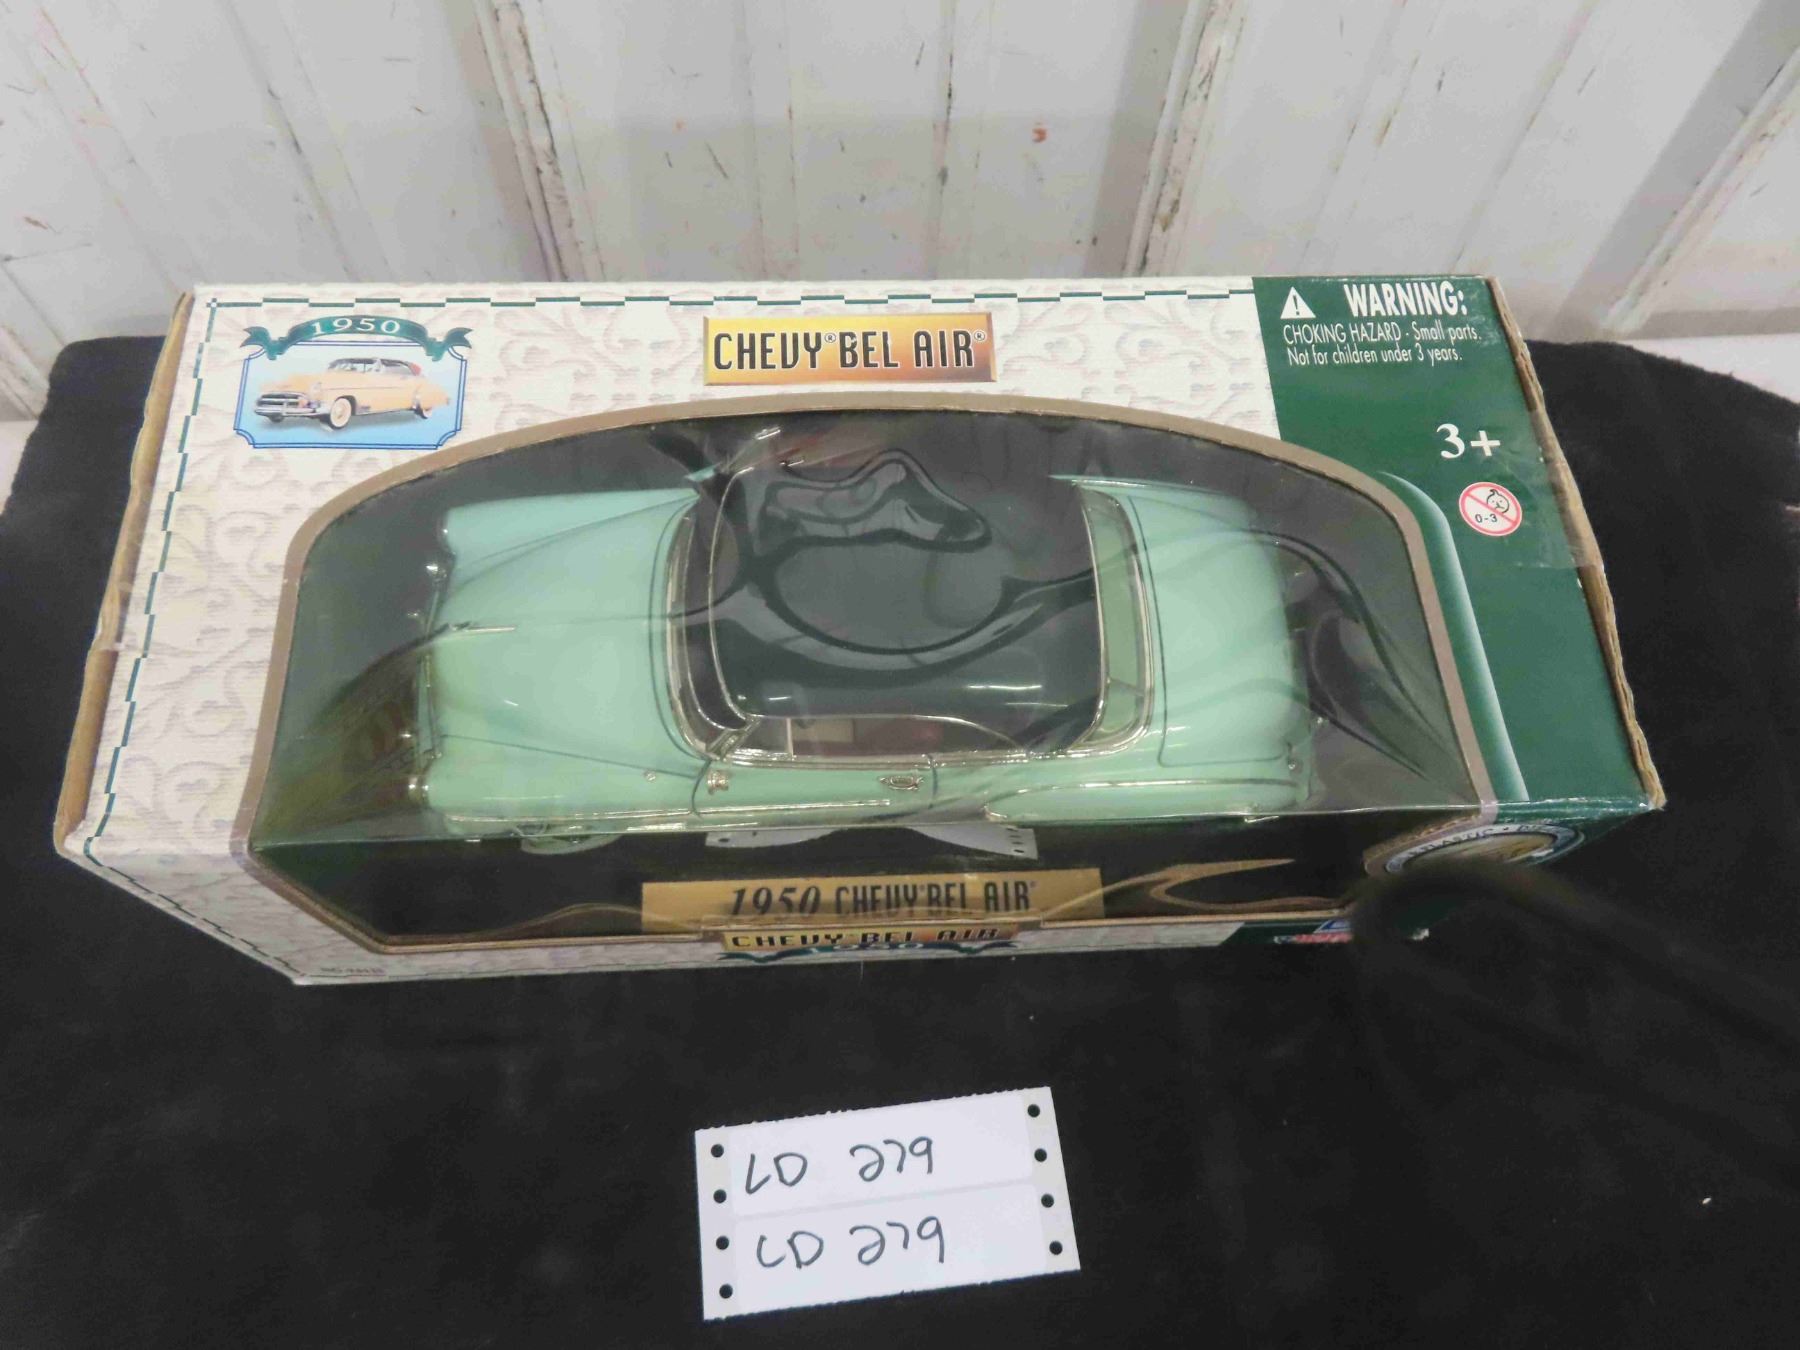 1950
CHEVY® BEL AIR®
WARNING:
CHOKING HAZARD - Small parts.
Not for children under 3 years.
3+
0-3
1950 CHEVY® BEL AIR®
CHEVY BEL AIR
1950
LD 279
LD 279